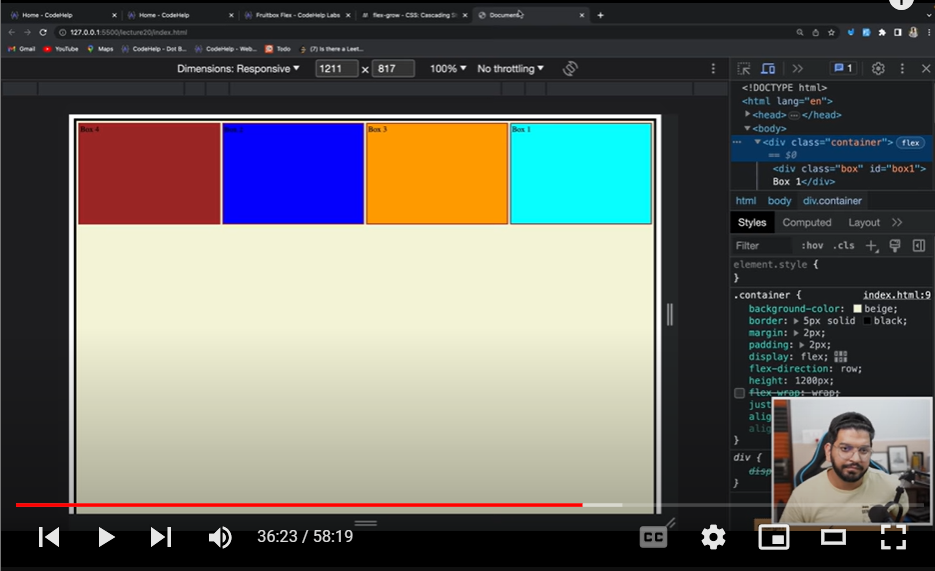 Home - CodeHelp
Home - CodeHelp
Fruitbox Flex - CodeHelp Labs
flex-grow - CSS: Cascading S
Document
127.0.0.1:5500/lecture20/index.html
Gmail
YouTube
Maps
CodeHelp - Dot B...
CodeHelp - Web...
Todo
(7) Is there a Leet...
Dimensions: Responsive
1211 x 817
100%
No throttling
1
<!DOCTYPE html>
<html lang="en">
<head> ... </head>
<body>
<div class="container"> flex
== $0
<div class="box" id="box1">
Box 1</div>
html body div.container
Styles Computed Layout
Filter :hov .cls
element.style {
}
.container { index.html:9
background-color: beige;
border: 5px solid black;
margin: 2px;
padding: 2px;
display: flex;
flex-direction: row;
height: 1200px;
flex-wrap: wrap;
just
alig
alig
}
div {
disp
}
Box 4
Box 3
Box 1
36:23 / 58:19
CC